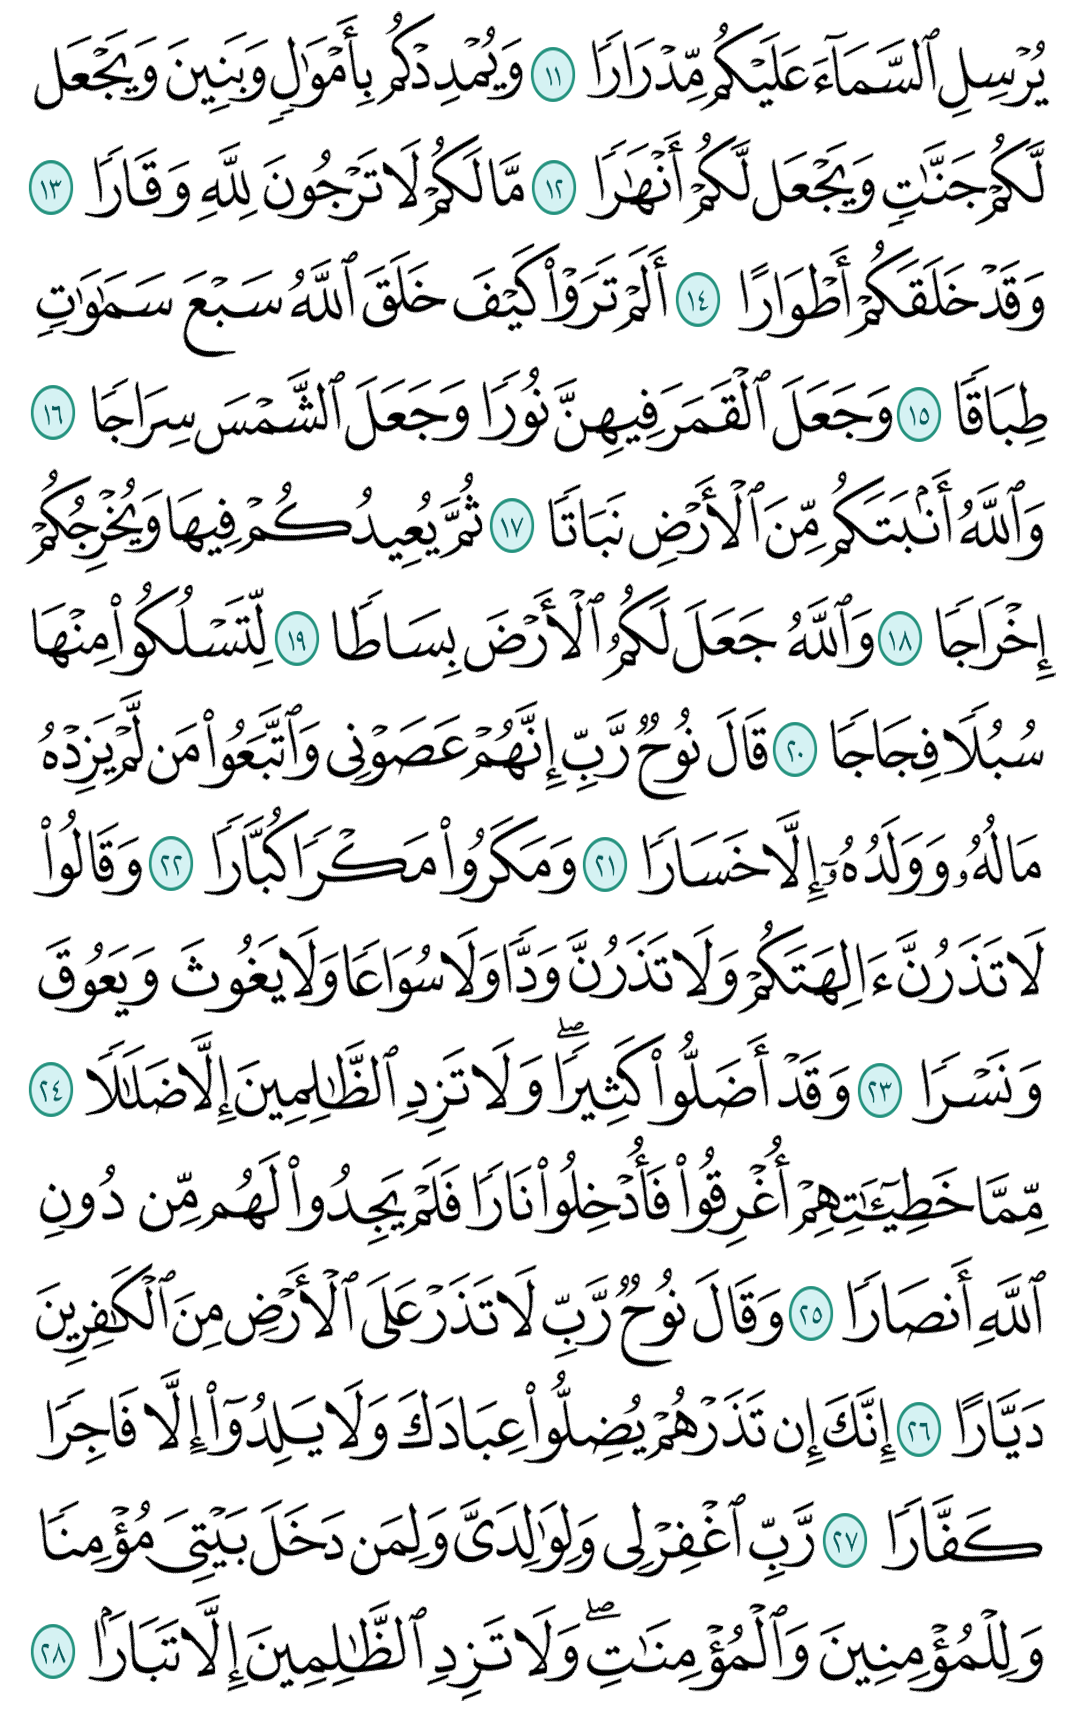 يُرْسِلِ ٱلسَّمَآءَ عَلَيْكُم مِّدْرَارًا ١١ وَيُمْدِدْكُم بِأَمْوَٰلٍ وَبَنِينَ وَيَجْعَل
لَّكُمْ جَنَّٰتٍ وَيَجْعَل لَّكُمْ أَنْهَٰرًا ١٢ مَّا لَكُمْ لَا تَرْجُونَ لِلَّهِ وَقَارًا ١٣
وَقَدْ خَلَقَكُمْ أَطْوَارًا ١٤ أَلَمْ تَرَوْا۟ كَيْفَ خَلَقَ ٱللَّهُ سَبْعَ سَمَٰوَٰتٍ
طِبَاقًا ١٥ وَجَعَلَ ٱلْقَمَرَ فِيهِنَّ نُورًا وَجَعَلَ ٱلشَّمْسَ سِرَاجًا ١٦
وَٱللَّهُ أَنۢبَتَكُم مِّنَ ٱلْأَرْضِ نَبَاتًا ١٧ ثُمَّ يُعِيدُكُمْ فِيهَا وَيُخْرِجُكُمْ
إِخْرَاجًا ١٨ وَٱللَّهُ جَعَلَ لَكُمُ ٱلْأَرْضَ بِسَاطًا ١٩ لِّتَسْلُكُوا۟ مِنْهَا
سُبُلًا فِجَاجًا ٢٠ قَالَ نُوحٌ رَّبِّ إِنَّهُمْ عَصَوْنِى وَٱتَّبَعُوا۟ مَن لَّمْ يَزِدْهُ
مَالُهُۥ وَوَلَدُهُۥٓ إِلَّا خَسَارًا ٢١ وَمَكَرُوا۟ مَكْرًا كُبَّارًا ٢٢ وَقَالُوا۟
لَا تَذَرُنَّ ءَالِهَتَكُمْ وَلَا تَذَرُنَّ وَدًّا وَلَا سُوَاعًا وَلَا يَغُوثَ وَيَعُوقَ
وَنَسْرًا ٢٣ وَقَدْ أَضَلُّوا۟ كَثِيرًا ۖ وَلَا تَزِدِ ٱلظَّٰلِمِينَ إِلَّا ضَلَٰلًا ٢٤
مِّمَّا خَطِيٓـَٰٔتِهِمْ أُغْرِقُوا۟ فَأُدْخِلُوا۟ نَارًا فَلَمْ يَجِدُوا۟ لَهُم مِّن دُونِ
ٱللَّهِ أَنصَارًا ٢٥ وَقَالَ نُوحٌ رَّبِّ لَا تَذَرْ عَلَى ٱلْأَرْضِ مِنَ ٱلْكَٰفِرِينَ
دَيَّارًا ٢٦ إِنَّكَ إِن تَذَرْهُمْ يُضِلُّوا۟ عِبَادَكَ وَلَا يَلِدُوٓا۟ إِلَّا فَاجِرًا
كَفَّارًا ٢٧ رَّبِّ ٱغْفِرْ لِى وَلِوَٰلِدَىَّ وَلِمَن دَخَلَ بَيْتِىَ مُؤْمِنًا
وَلِلْمُؤْمِنِينَ وَٱلْمُؤْمِنَٰتِ ۖ وَلَا تَزِدِ ٱلظَّٰلِمِينَ إِلَّا تَبَارًۢا ٢٨